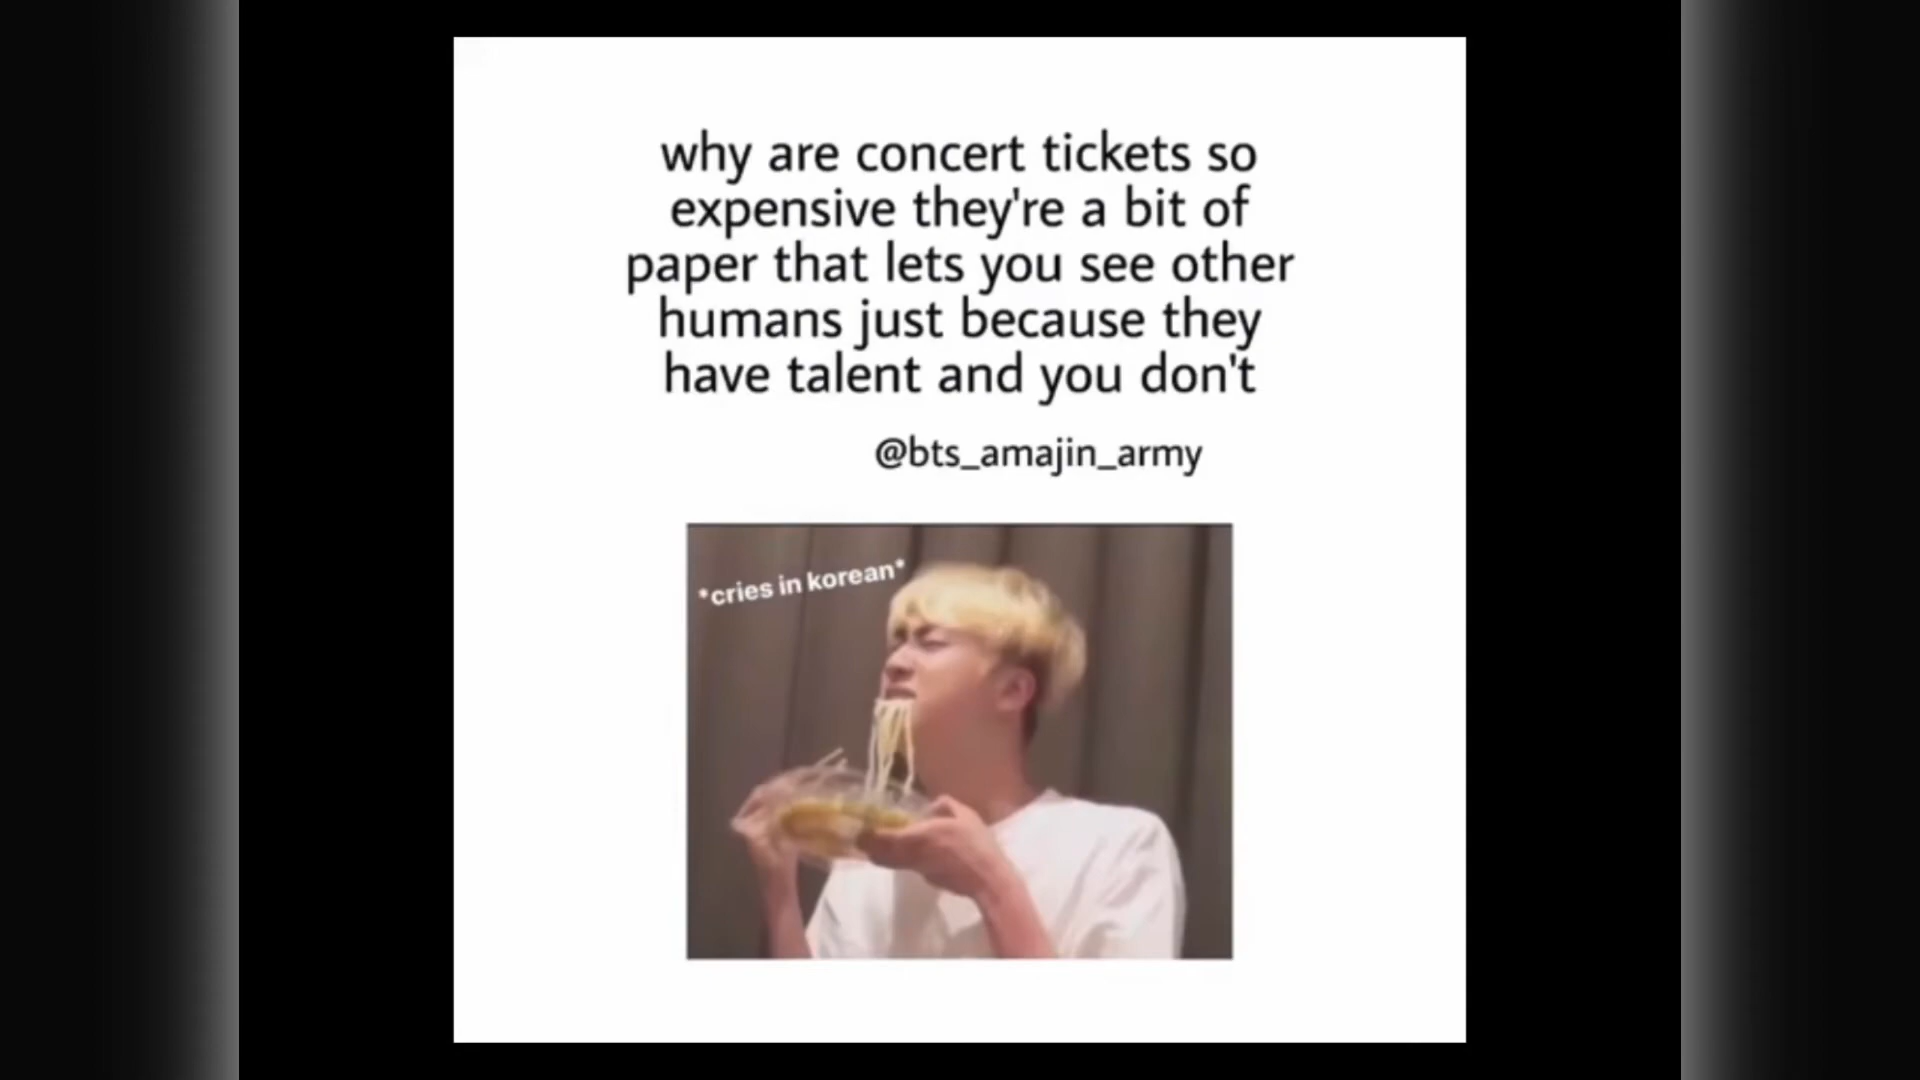 why are concert tickets so
expensive they're a bit of
paper that lets you see other
humans just because they
have talent and you don't
@bts_amajin_army
*cries in korean*